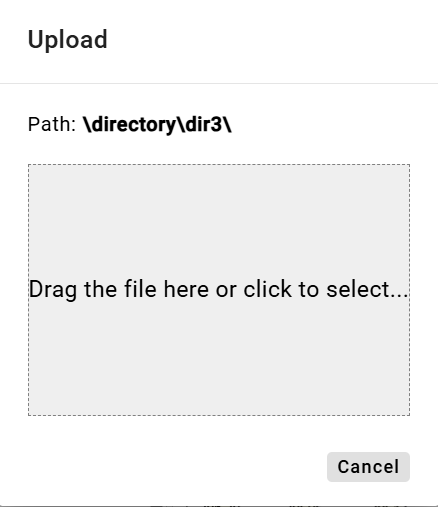 Upload
Path: \directory\dir3\
Drag the file here or click to select...
Cancel